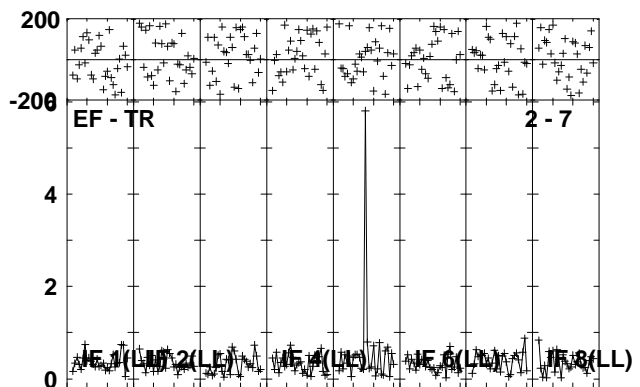 200
-200
6
EF - TR
2 - 7
4
2
0
IF 1(LL)
IF 2(LL)
IF 4(LL)
IF 6(LL)
IF 8(LL)